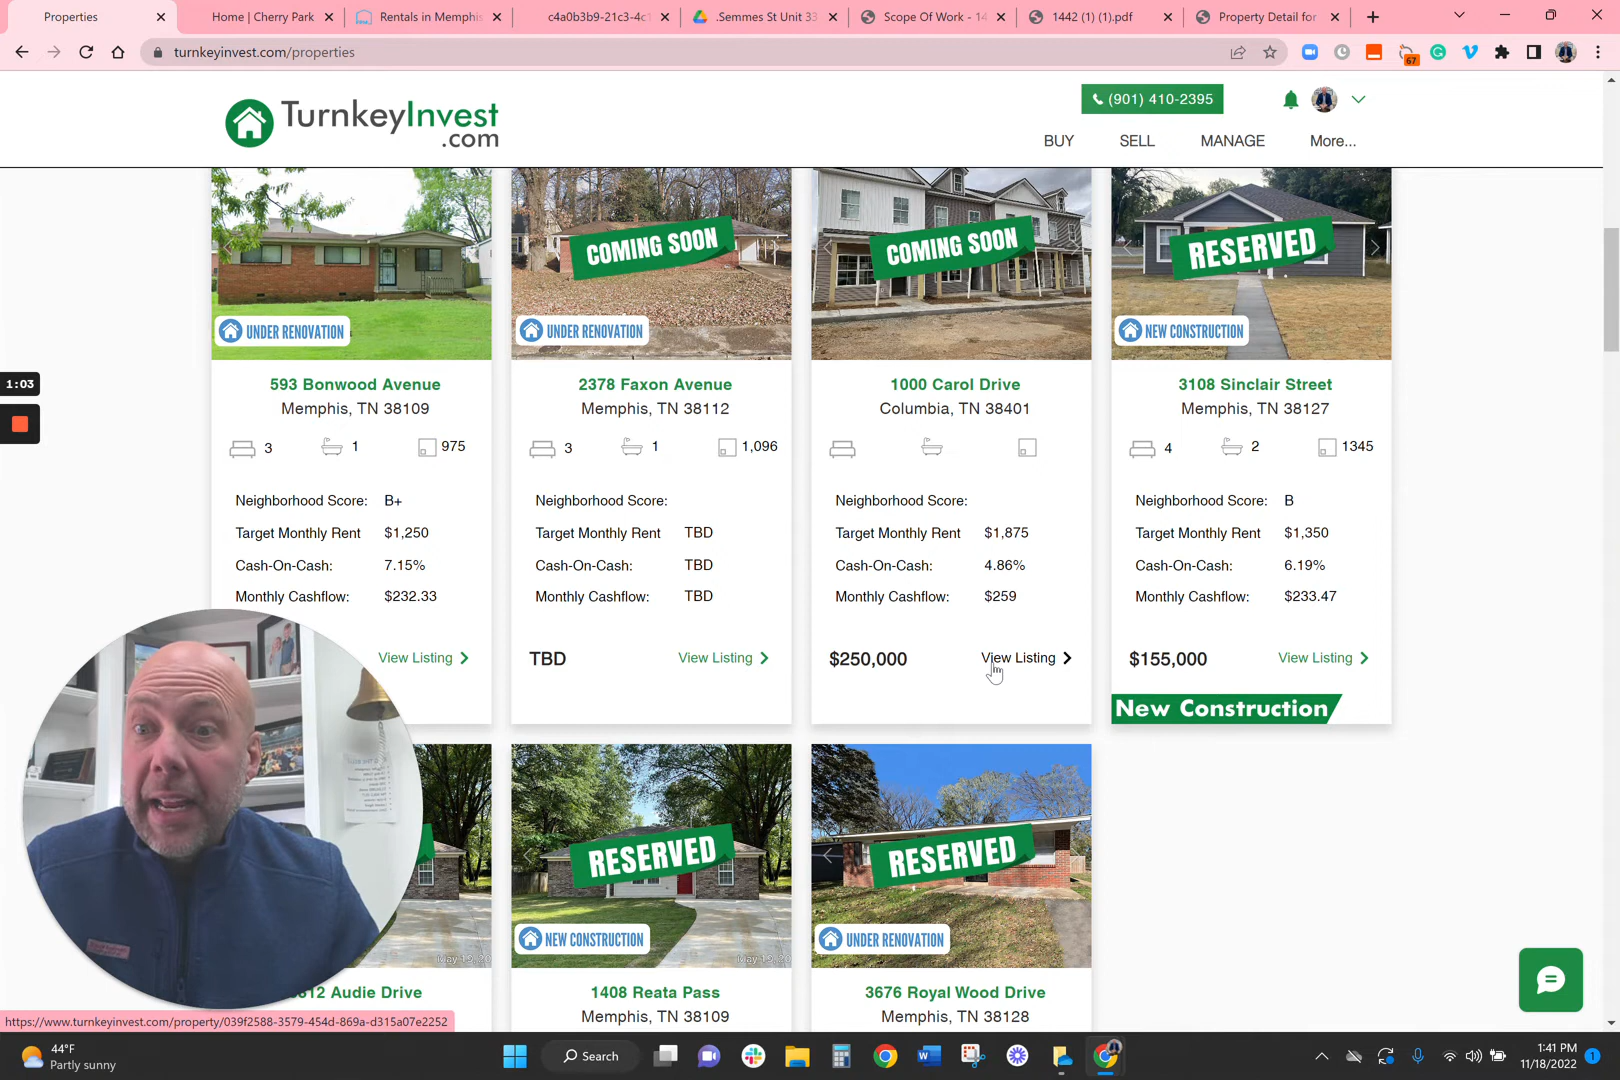 Properties
Home | Cherry Park
Rentals in Memphis
c4a0b3b9-21c3-4c1
.Semmes St Unit 33
Scope Of Work - 14
1442 (1) (1).pdf
Property Detail for
turnkeyinvest.com/properties
67
TurnkeyInvest
.com
(901) 410-2395
BUY SELL MANAGE More...
UNDER RENOVATION
COMING SOON
UNDER RENOVATION
COMING SOON
RESERVED
NEW CONSTRUCTION
1:03
593 Bonwood Avenue
Memphis, TN 38109
3 1 975
Neighborhood Score: B+
Target Monthly Rent $1,250
Cash-On-Cash: 7.15%
Monthly Cashflow: $232.33
View Listing
2378 Faxon Avenue
Memphis, TN 38112
3 1 1,096
Neighborhood Score:
Target Monthly Rent TBD
Cash-On-Cash: TBD
Monthly Cashflow: TBD
TBD View Listing
1000 Carol Drive
Columbia, TN 38401
Neighborhood Score:
Target Monthly Rent $1,875
Cash-On-Cash: 4.86%
Monthly Cashflow: $259
$250,000 View Listing
3108 Sinclair Street
Memphis, TN 38127
4 2 1345
Neighborhood Score: B
Target Monthly Rent $1,350
Cash-On-Cash: 6.19%
Monthly Cashflow: $233.47
$155,000 View Listing
New Construction
RESERVED
NEW CONSTRUCTION
RESERVED
UNDER RENOVATION
Audie Drive
1408 Reata Pass
Memphis, TN 38109
3676 Royal Wood Drive
Memphis, TN 38128
https://www.turnkeyinvest.com/property/039f2588-3579-454d-869a-d315a07e2252
44°F
Partly sunny
Search
1:41 PM
11/18/2022
1